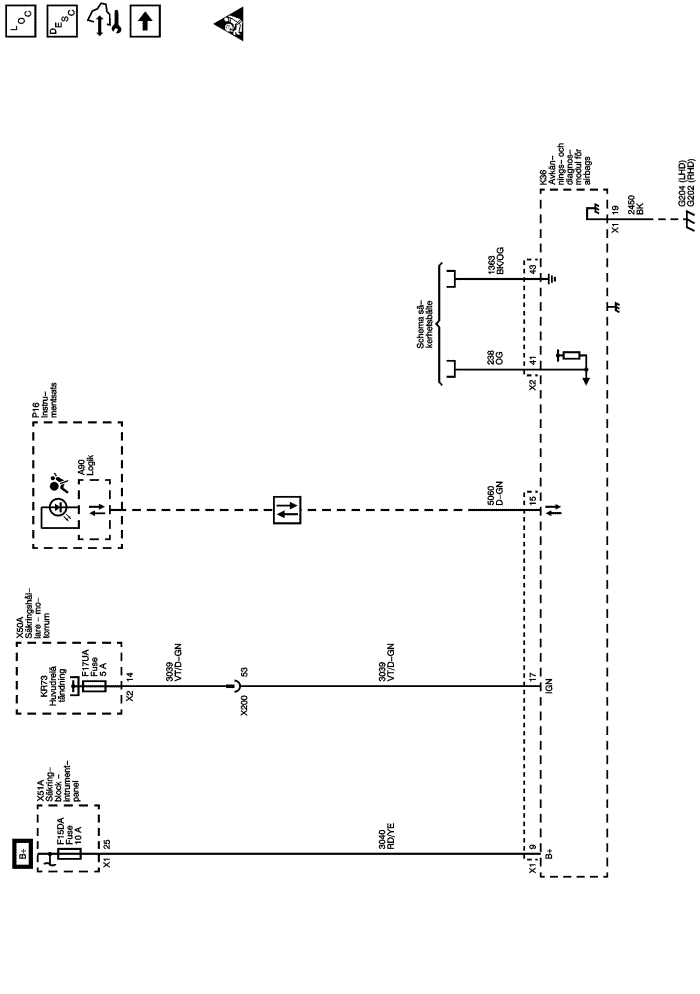 L O C
D E S C
B+
X51A
Säkring-
block -
intrument-
panel
F15DA
Fuse
10 A
25
X1
3040
RD/YE
9
X1
B+
X50A
Säkringshål-
lare - mo-
torrum
KR73
Huvudrelä
tändning
F17UA
Fuse
5 A
14
X2
3039
VT/D-GN
53
X200
3039
VT/D-GN
17
IGN
P16
Instru-
mentsats
A90
Logik
5060
D-GN
15
Schema sä-
kerhetsbälte
238
OG
41
X2
1363
BK/OG
43
K36
Avkän-
nings- och
diagnos-
modul för
airbags
19
X1
2450
BK
G204 (LHD)
G202 (RHD)